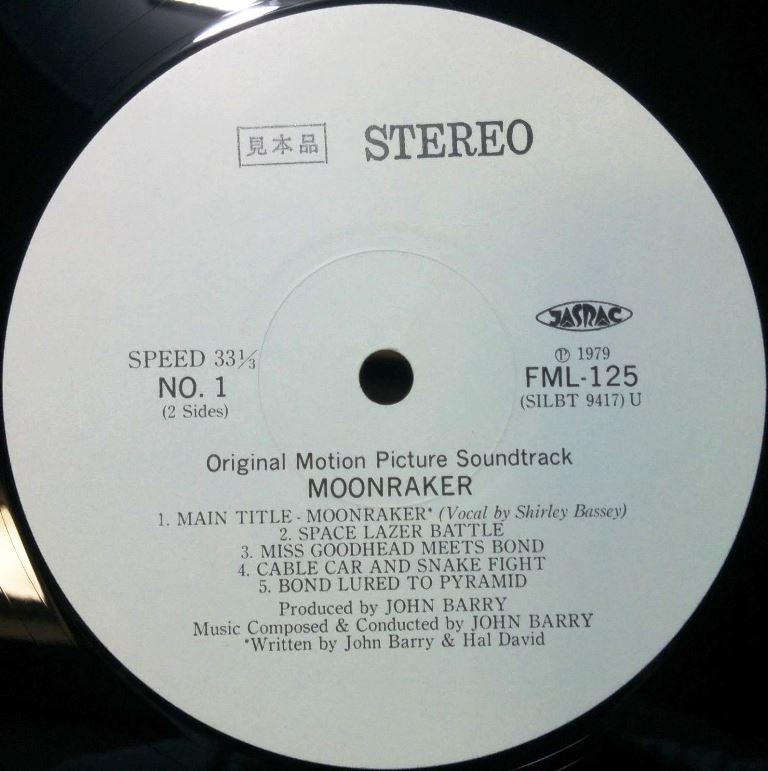 見本品 STEREO
JASRAC
SPEED 33⅓
NO. 1
(2 Sides)
Ⓟ 1979
FML-125
(SILBT 9417) U
Original Motion Picture Soundtrack
MOONRAKER
1. MAIN TITLE - MOONRAKER* (Vocal by Shirley Bassey)
2. SPACE LAZER BATTLE
3. MISS GOODHEAD MEETS BOND
4. CABLE CAR AND SNAKE FIGHT
5. BOND LURED TO PYRAMID
Produced by JOHN BARRY
Music Composed & Conducted by JOHN BARRY
*Written by John Barry & Hal David